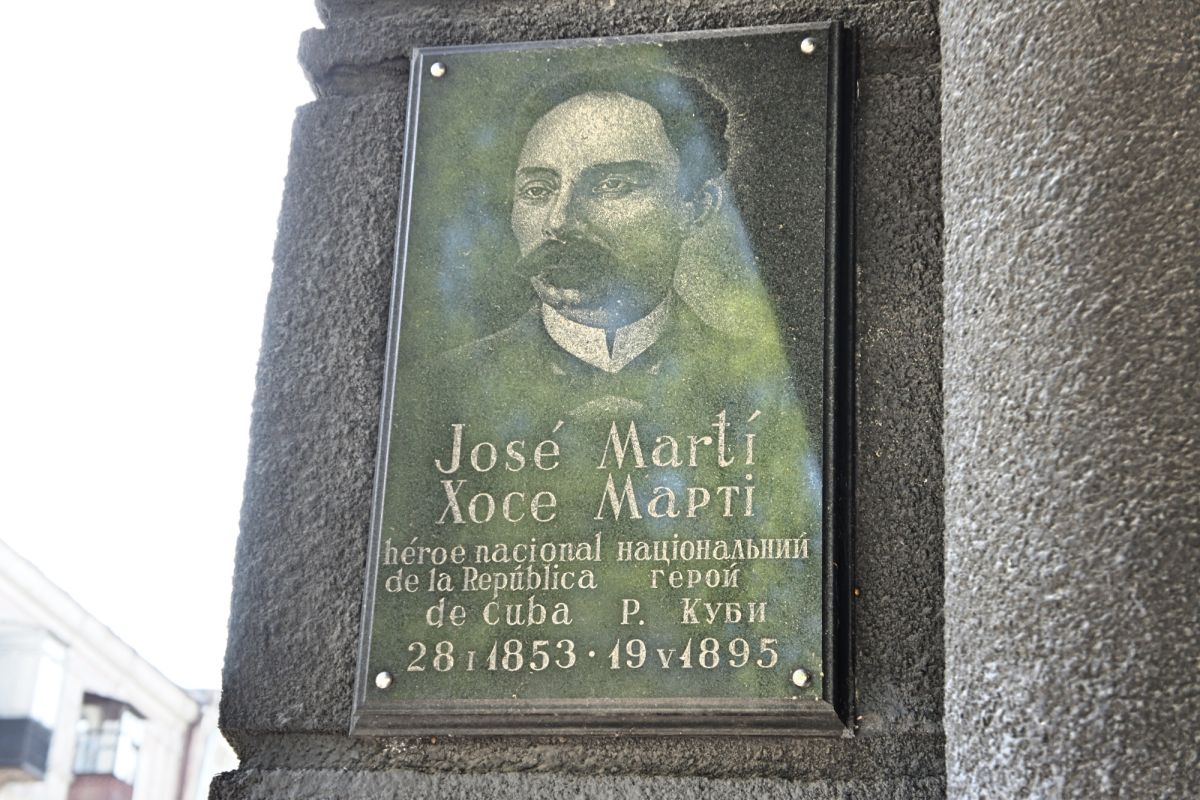 José Martí
Хосе Марті
héroe nacional національний
de la República герой
de Cuba Р. Куби
28 I 1853 · 19 V 1895